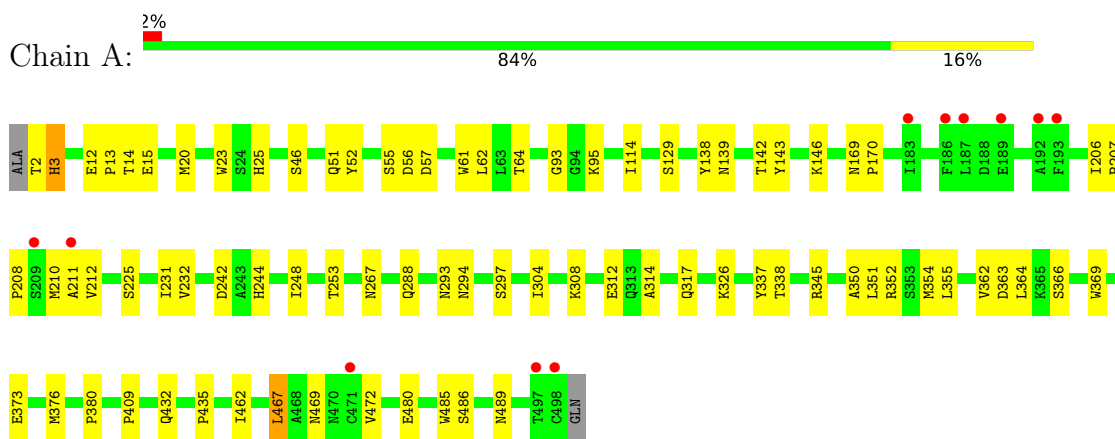 2%
Chain A:
84% 16%
ALA T2 H3 E12 P13 T14 E15 M20 W23 S24 H25 S46 Q51 Y52 S55 D56 D57 W61 L62 L63 T64 G93 G94 K95 I114 S129 Y138 N139 T142 Y143 K146 N169 P170 I183 F186 L187 D188 E189 A192 F193 I206
P208 S209 M210 A211 V212 S225 I231 V232 D242 A243 H244 I248 T253 N267 Q288 N293 N294 S297 I304 K308 E312 Q313 A314 Q317 K326 Y337 T338 R345 A350 L351 R352 S353 M354 L355 V362 D363 L364 K365 S366 W369
E373 M376 P380 P409 Q432 P435 I462 L467 A468 N469 N470 C471 V472 E480 W485 S486 N489 T497 C498 GLN